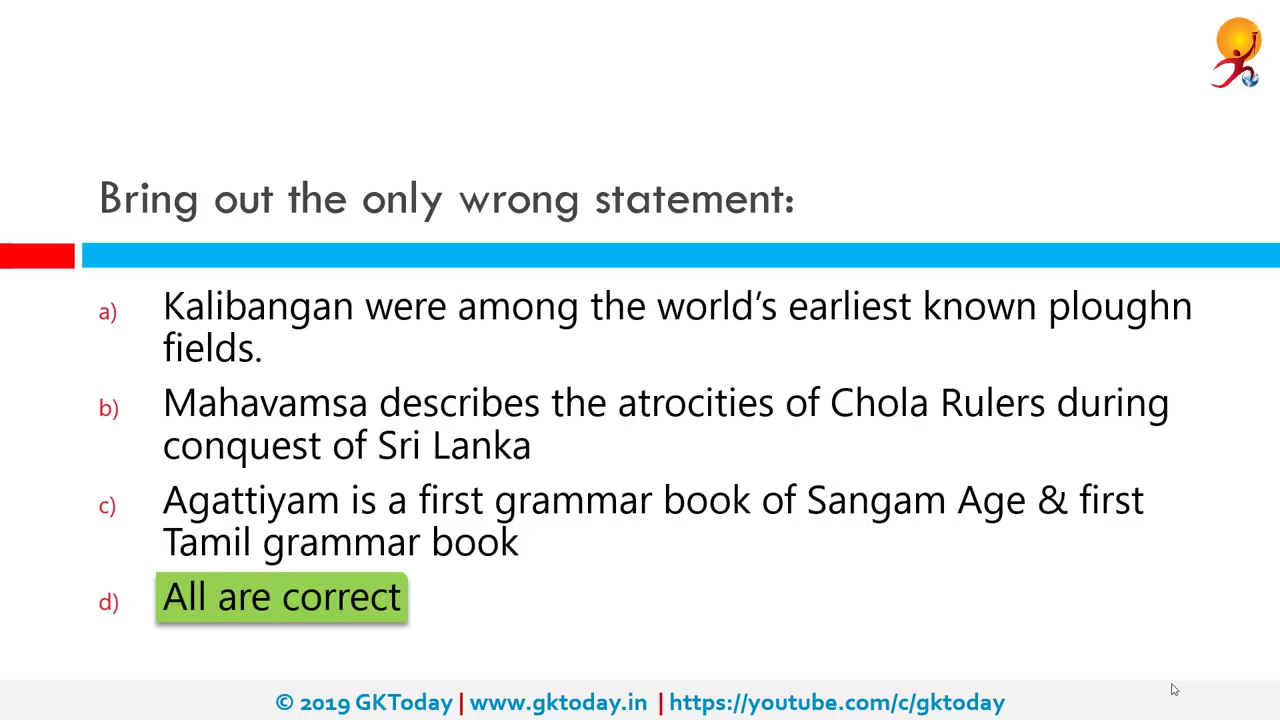 Bring out the only wrong statement:
a) Kalibangan were among the world's earliest known ploughn
fields.
b) Mahavamsa describes the atrocities of Chola Rulers during
conquest of Sri Lanka
c) Agattiyam is a first grammar book of Sangam Age & first
Tamil grammar book
d) All are correct
© 2019 GKToday | www.gktoday.in | https://youtube.com/c/gktoday